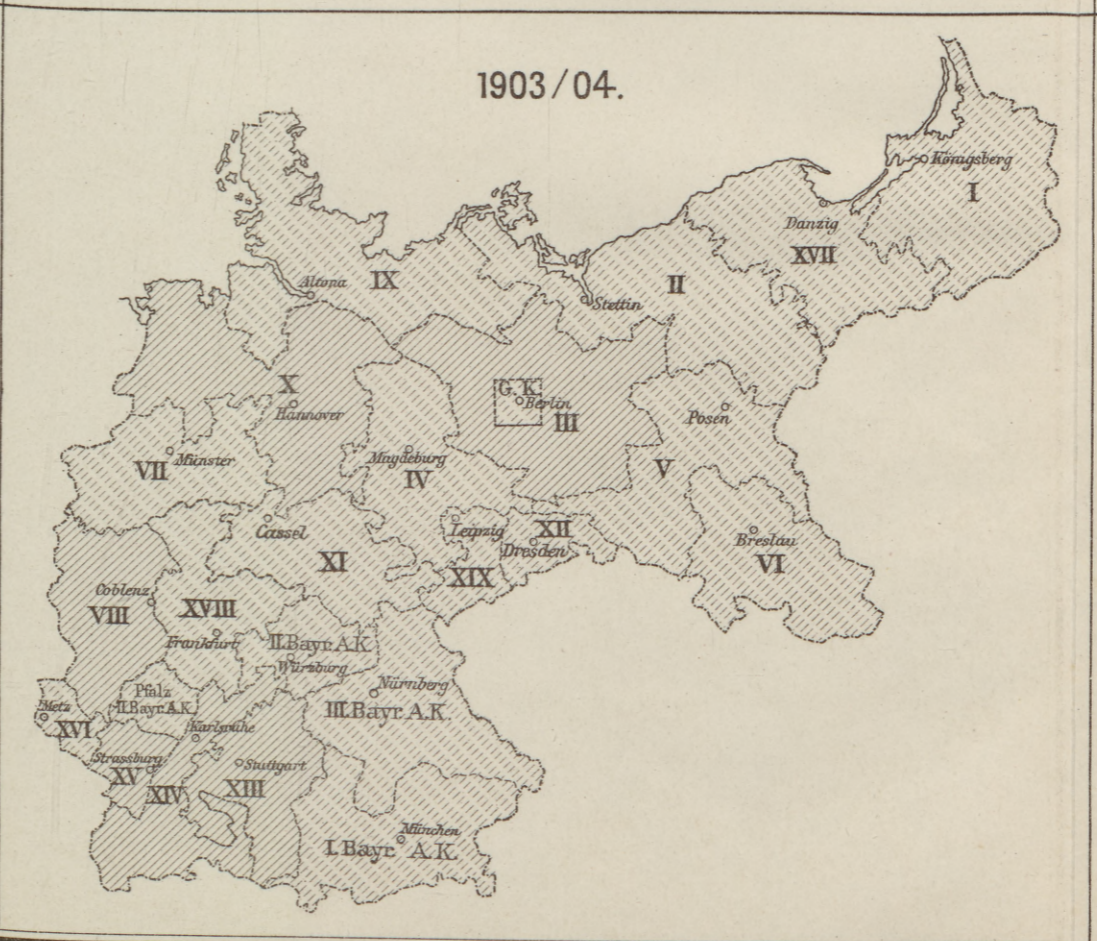 1903/04.
Königsberg
I
Danzig
XVII
Altona
IX
II
Stettin
X
Hannover
G. K.
Berlin
III
Posen
VII
Münster
Magdeburg
IV
V
Cassel
XI
Leipzig
XII
Dresden
XIX
Breslau
VI
Coblenz
VIII
XVIII
Frankfurt
II.Bayr.A.K.
Würzburg
Pfalz
II.Bayr.A.K.
Nürnberg
III.Bayr.A.K.
Metz
XVI
Karlsruhe
Strassburg
XV
XIV
Stuttgart
XIII
München
I.Bayr. A.K.